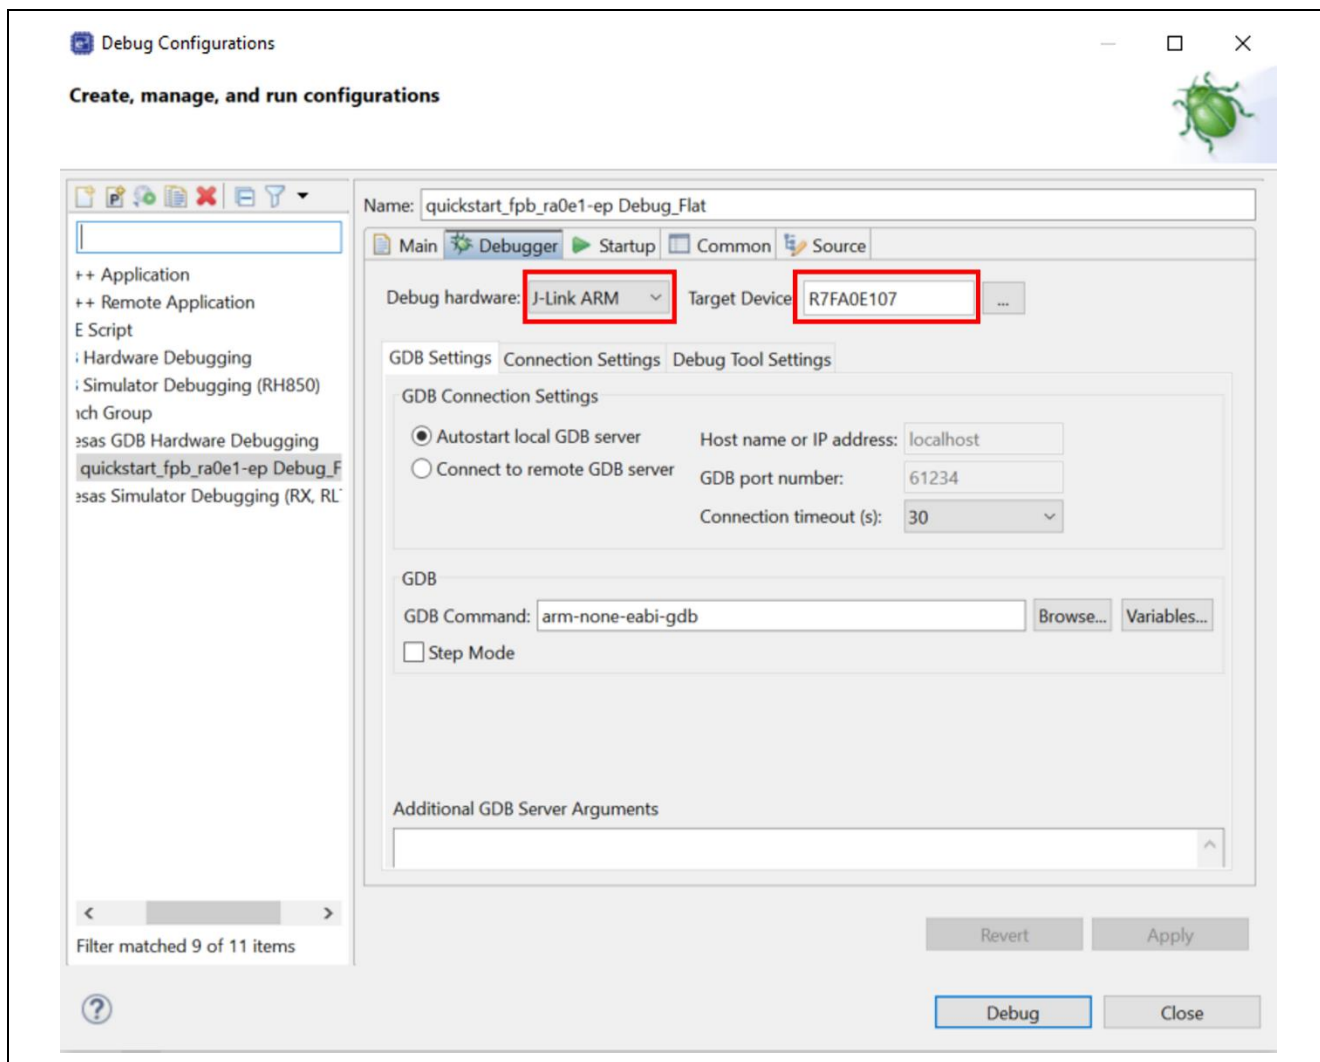 Debug Configurations
Create, manage, and run configurations
++ Application
++ Remote Application
E Script
Hardware Debugging
Simulator Debugging (RH850)
nch Group
esas GDB Hardware Debugging
quickstart_fpb_ra0e1-ep Debug_F
esas Simulator Debugging (RX, RL
Filter matched 9 of 11 items
Name: quickstart_fpb_ra0e1-ep Debug_Flat
Main Debugger Startup Common Source
Debug hardware: J-Link ARM Target Device R7FA0E107 ...
GDB Settings Connection Settings Debug Tool Settings
GDB Connection Settings
Autostart local GDB server Host name or IP address: localhost
Connect to remote GDB server GDB port number: 61234
Connection timeout (s): 30
GDB
GDB Command: arm-none-eabi-gdb Browse... Variables...
Step Mode
Additional GDB Server Arguments
Revert Apply
Debug Close